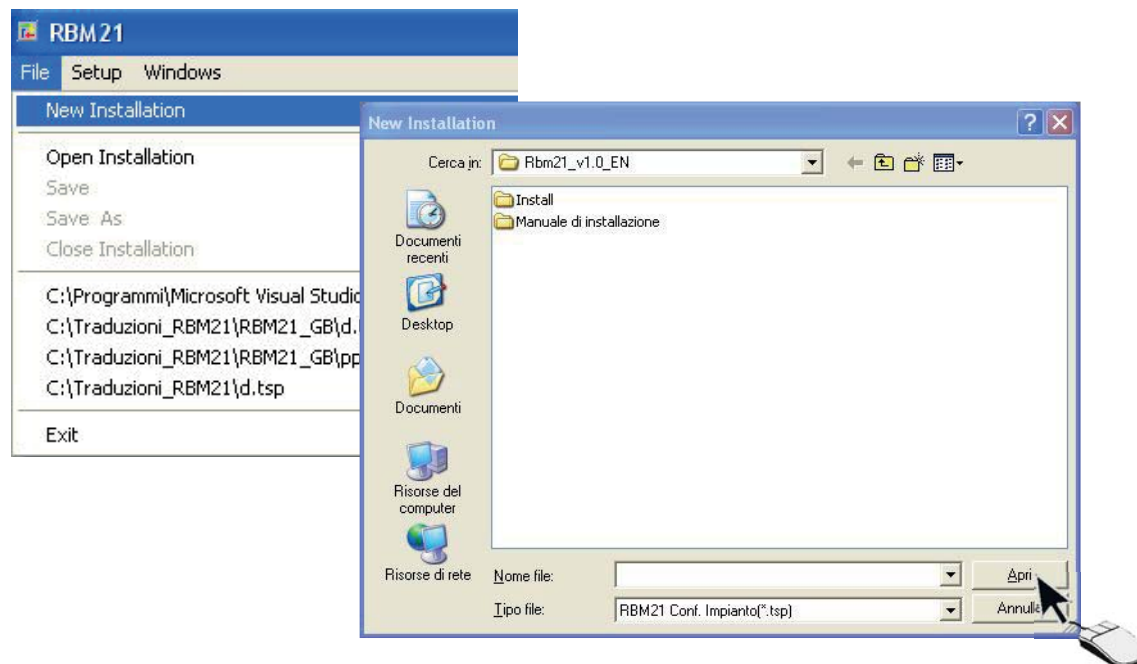 RBM21
File Setup Windows
New Installation
Open Installation
Save
Save As
Close Installation
C:\Programmi\Microsoft Visual Studio
C:\Traduzioni_RBM21\RBM21_GB\d.
C:\Traduzioni_RBM21\RBM21_GB\pp
C:\Traduzioni_RBM21\d.tsp
Exit
New Installation
Cerca in: Rbm21_v1.0_EN
Install
Manuale di installazione
Documenti
recenti
Desktop
Documenti
Risorse del
computer
Risorse di rete
Nome file:
Apri
Tipo file: RBM21 Conf. Impianto(*.tsp)
Annulla